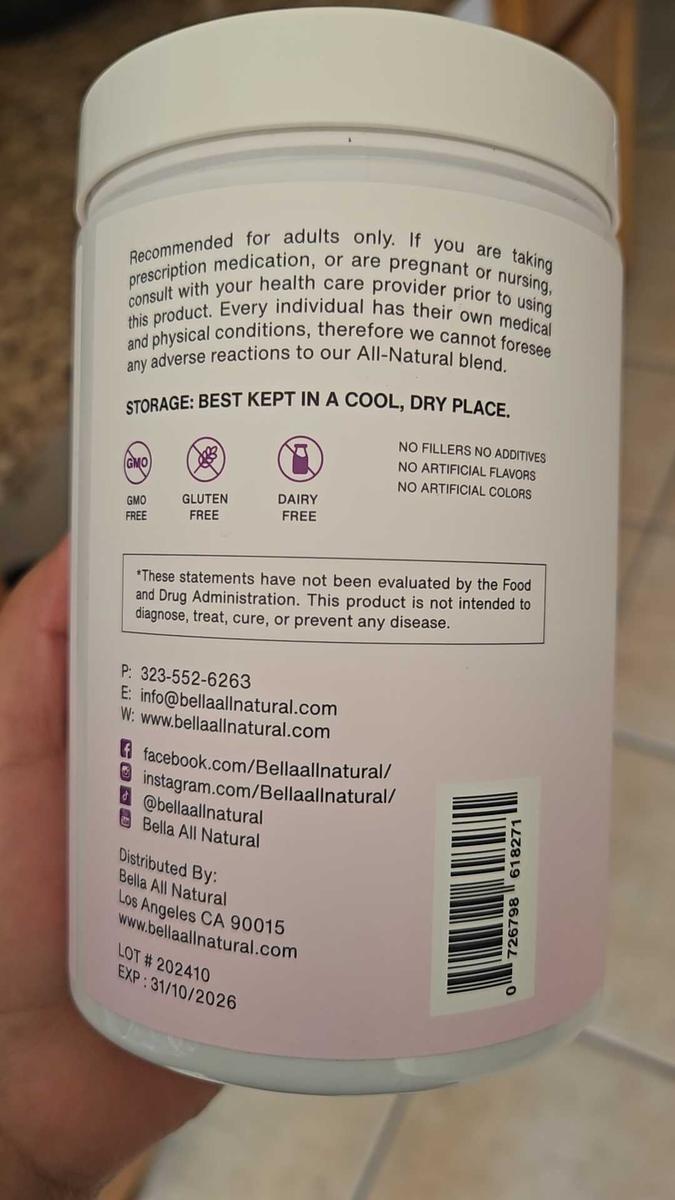 Recommended for adults only. If you are taking
prescription medication, or are pregnant or nursing,
consult with your health care provider prior to using
this product. Every individual has their own medical
and physical conditions, therefore we cannot foresee
any adverse reactions to our All-Natural blend.
STORAGE: BEST KEPT IN A COOL, DRY PLACE.
GMO
GMO
FREE
GLUTEN
FREE
DAIRY
FREE
NO FILLERS NO ADDITIVES
NO ARTIFICIAL FLAVORS
NO ARTIFICIAL COLORS
*These statements have not been evaluated by the Food
and Drug Administration. This product is not intended to
diagnose, treat, cure, or prevent any disease.
P: 323-552-6263
E: info@bellaallnatural.com
W: www.bellaallnatural.com
facebook.com/Bellaallnatural/
instagram.com/Bellaallnatural/
@bellaallnatural
Bella All Natural
Distributed By:
Bella All Natural
Los Angeles CA 90015
www.bellaallnatural.com
LOT # 202410
EXP : 31/10/2026
0 726798 618271